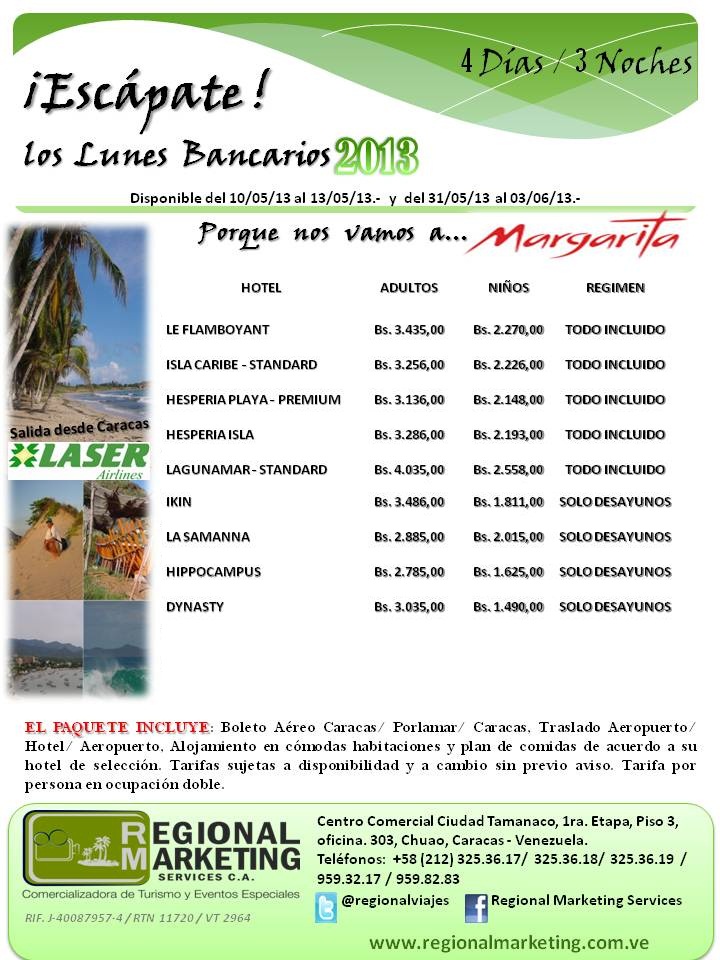 4 Días / 3 Noches
¡Escápate !
los Lunes Bancarios 2013
Disponible del 10/05/13 al 13/05/13.- y del 31/05/13 al 03/06/13.-
Porque nos vamos a... Margarita
HOTEL ADULTOS NIÑOS REGIMEN
LE FLAMBOYANT Bs. 3.435,00 Bs. 2.270,00 TODO INCLUIDO
ISLA CARIBE - STANDARD Bs. 3.256,00 Bs. 2.226,00 TODO INCLUIDO
HESPERIA PLAYA - PREMIUM Bs. 3.136,00 Bs. 2.148,00 TODO INCLUIDO
HESPERIA ISLA Bs. 3.286,00 Bs. 2.193,00 TODO INCLUIDO
LAGUNAMAR - STANDARD Bs. 4.035,00 Bs. 2.558,00 TODO INCLUIDO
IKIN Bs. 3.486,00 Bs. 1.811,00 SOLO DESAYUNOS
LA SAMANNA Bs. 2.885,00 Bs. 2.015,00 SOLO DESAYUNOS
HIPPOCAMPUS Bs. 2.785,00 Bs. 1.625,00 SOLO DESAYUNOS
DYNASTY Bs. 3.035,00 Bs. 1.490,00 SOLO DESAYUNOS
Salida desde Caracas
LASER
Airlines
EL PAQUETE INCLUYE: Boleto Aéreo Caracas/ Porlamar/ Caracas, Traslado Aeropuerto/
Hotel/ Aeropuerto, Alojamiento en cómodas habitaciones y plan de comidas de acuerdo a su
hotel de selección. Tarifas sujetas a disponibilidad y a cambio sin previo aviso. Tarifa por
persona en ocupación doble.
REGIONAL
MARKETING
SERVICES C.A.
Comercializadora de Turismo y Eventos Especiales
RIF. J-40087957-4 / RTN 11720 / VT 2964
Centro Comercial Ciudad Tamanaco, 1ra. Etapa, Piso 3,
oficina. 303, Chuao, Caracas - Venezuela.
Teléfonos: +58 (212) 325.36.17/ 325.36.18/ 325.36.19 /
959.32.17 / 959.82.83
@regionalviajes Regional Marketing Services
www.regionalmarketing.com.ve